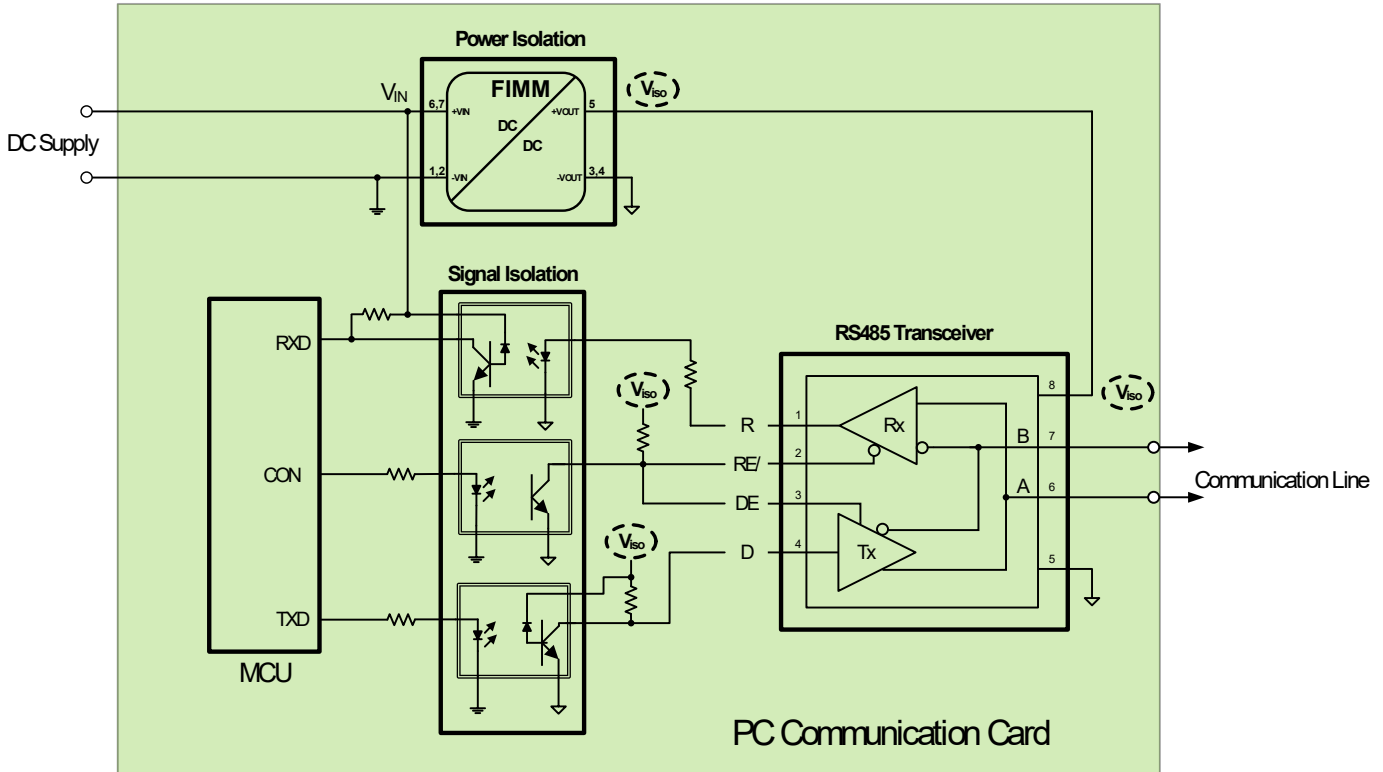 Power Isolation
FIMM
Viso
VIN
6,7
+VIN
+VOUT
5
DC
DC
DC Supply
1,2
-VIN
-VOUT
3,4
Signal Isolation
RXD
RS485 Transceiver
Viso
8
Viso
R
1
Rx
B
7
CON
RE/
2
A
6
Communication Line
DE
3
Viso
D
4
Tx
5
TXD
MCU
PC Communication Card